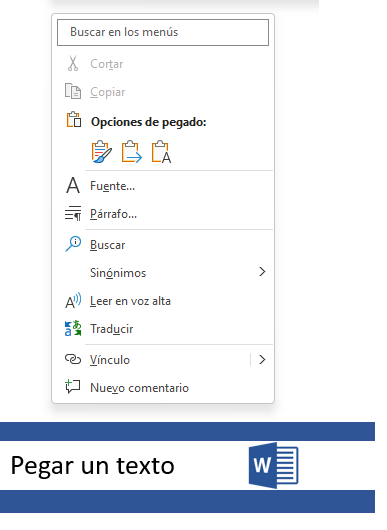 Buscar en los menús
Cortar
Copiar
Opciones de pegado:
Fuente...
Párrafo...
Buscar
Sinónimos
Leer en voz alta
Traducir
Vínculo
Nuevo comentario
Pegar un texto
W